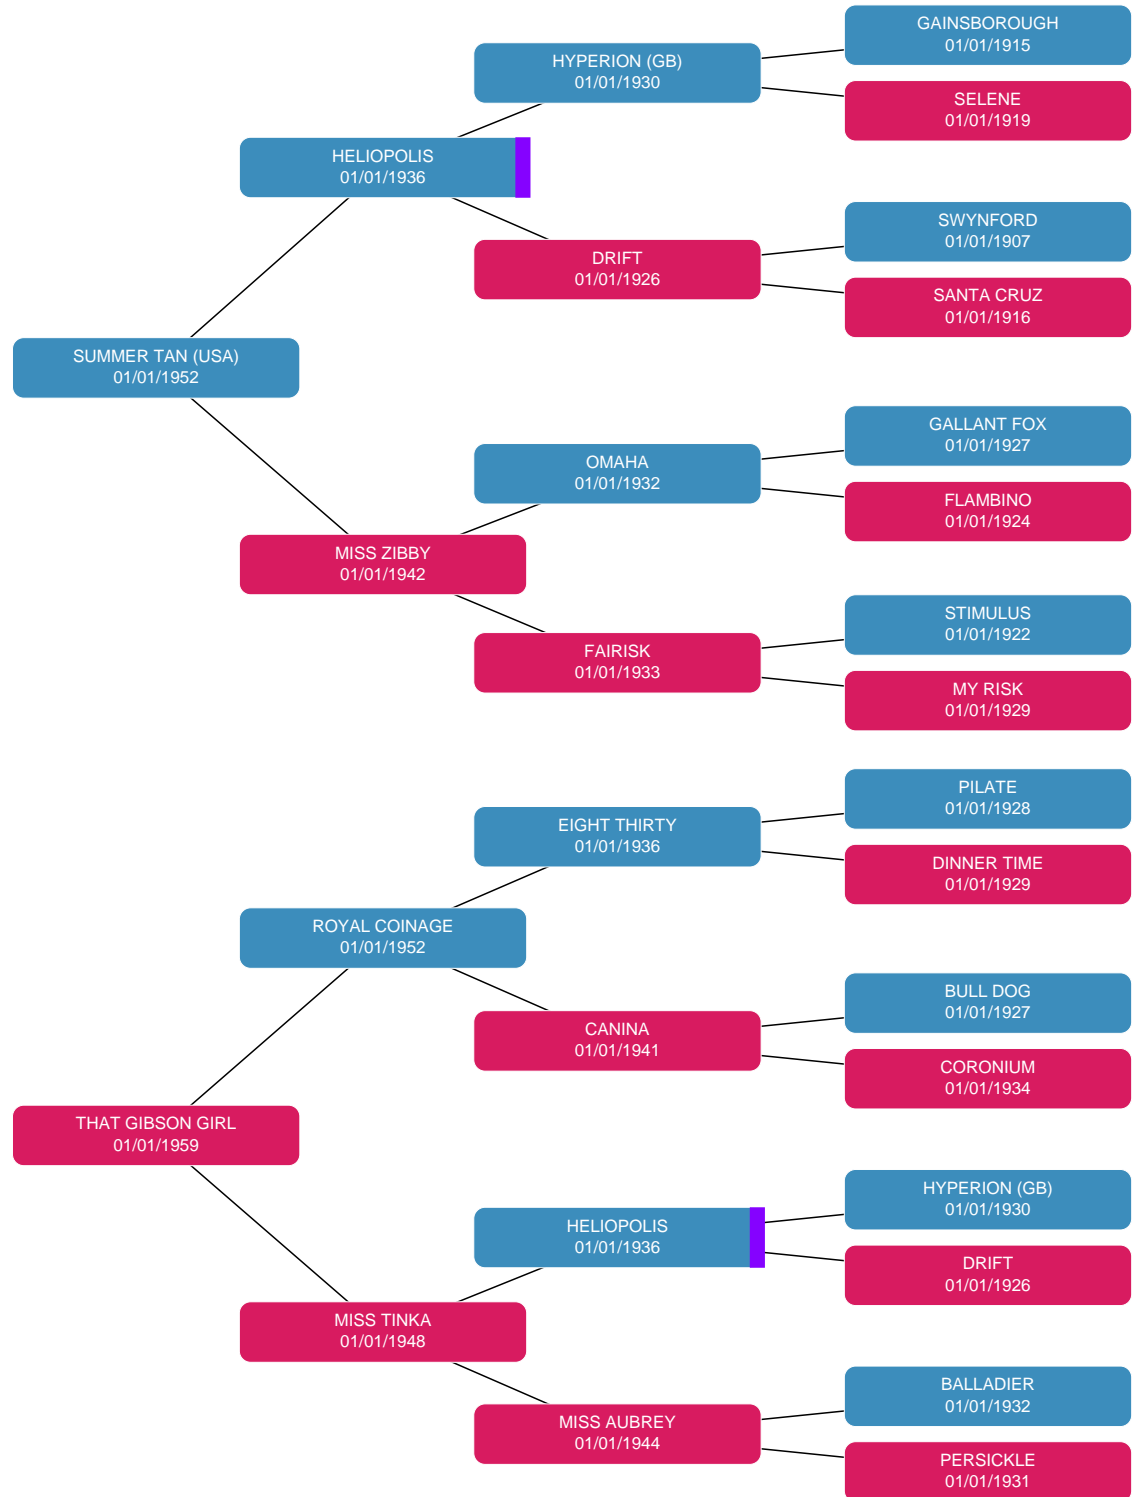 GAINSBOROUGH
01/01/1915
HYPERION (GB)
01/01/1930
SELENE
01/01/1919
HELIOPOLIS
01/01/1936
SWYNFORD
01/01/1907
DRIFT
01/01/1926
SANTA CRUZ
01/01/1916
SUMMER TAN (USA)
01/01/1952
GALLANT FOX
01/01/1927
OMAHA
01/01/1932
FLAMBINO
01/01/1924
MISS ZIBBY
01/01/1942
STIMULUS
01/01/1922
FAIRISK
01/01/1933
MY RISK
01/01/1929
PILATE
01/01/1928
EIGHT THIRTY
01/01/1936
DINNER TIME
01/01/1929
ROYAL COINAGE
01/01/1952
BULL DOG
01/01/1927
CANINA
01/01/1941
CORONIUM
01/01/1934
THAT GIBSON GIRL
01/01/1959
HYPERION (GB)
01/01/1930
HELIOPOLIS
01/01/1936
DRIFT
01/01/1926
MISS TINKA
01/01/1948
BALLADIER
01/01/1932
MISS AUBREY
01/01/1944
PERSICKLE
01/01/1931